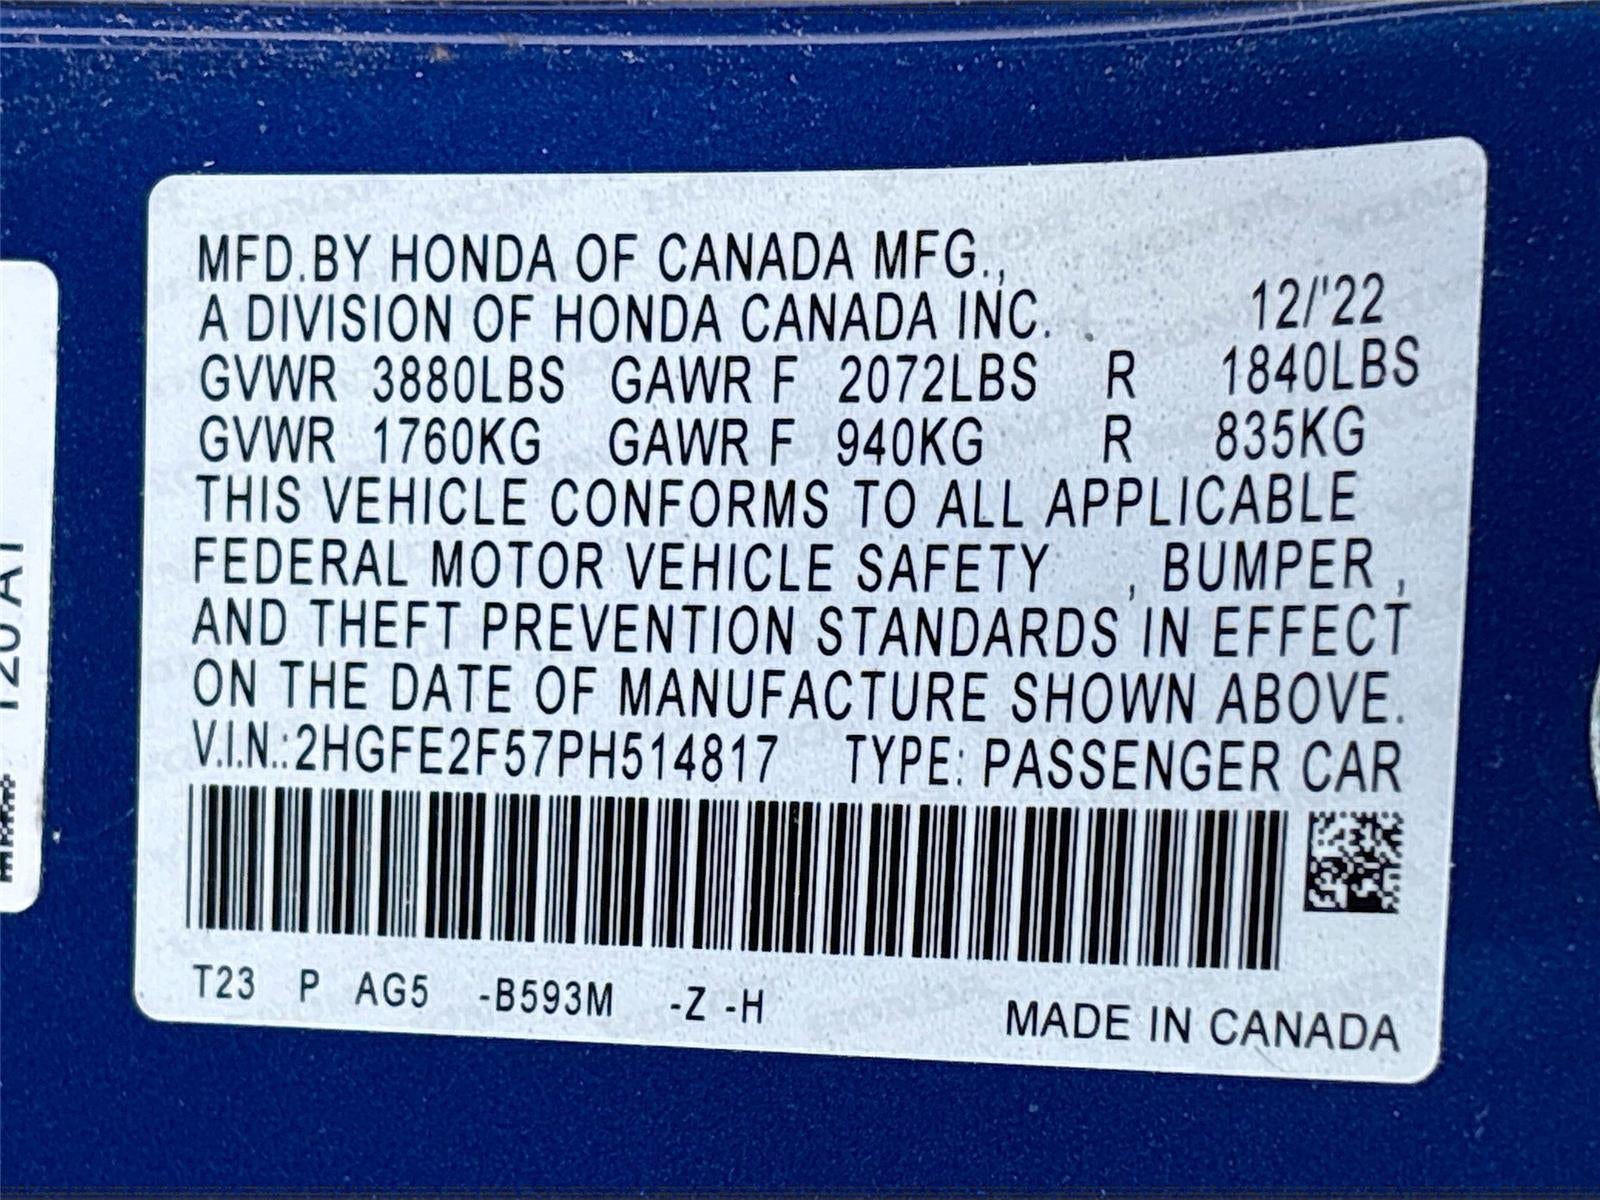 MFD.BY HONDA OF CANADA MFG.,
A DIVISION OF HONDA CANADA INC. 12/'22
GVWR 3880LBS GAWR F 2072LBS R 1840LBS
GVWR 1760KG GAWR F 940KG R 835KG
THIS VEHICLE CONFORMS TO ALL APPLICABLE
FEDERAL MOTOR VEHICLE SAFETY , BUMPER ,
AND THEFT PREVENTION STANDARDS IN EFFECT
ON THE DATE OF MANUFACTURE SHOWN ABOVE.
V.I.N.:2HGFE2F57PH514817 TYPE: PASSENGER CAR
T23 P AG5 -B593M -Z -H
MADE IN CANADA